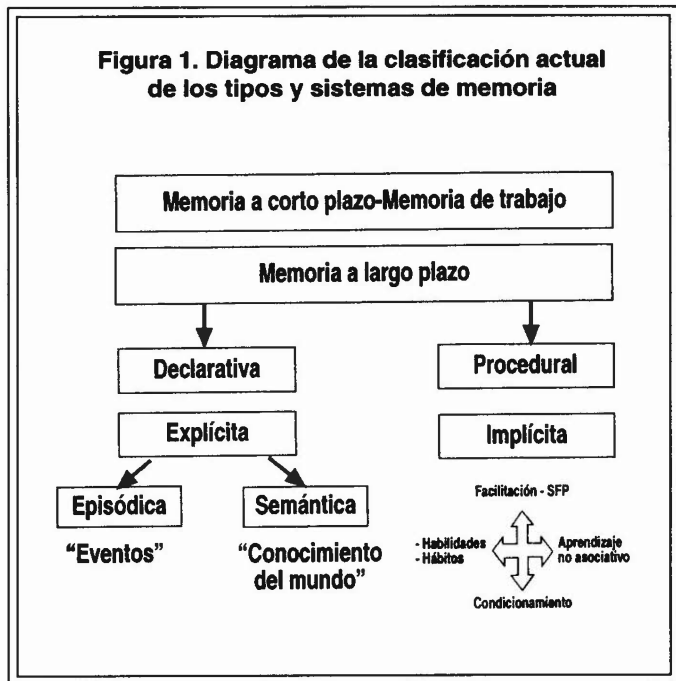 Figura 1. Diagrama de la clasificación actual
de los tipos y sistemas de memoria
Memoria a corto plazo-Memoria de trabajo
Memoria a largo plazo
Declarativa
Procedural
Explícita
Implícita
Episódica
Semántica
"Eventos"
"Conocimiento
del mundo"
Facilitación - SFP
- Habilidades
- Hábitos
Aprendizaje
no asociativo
Condicionamiento